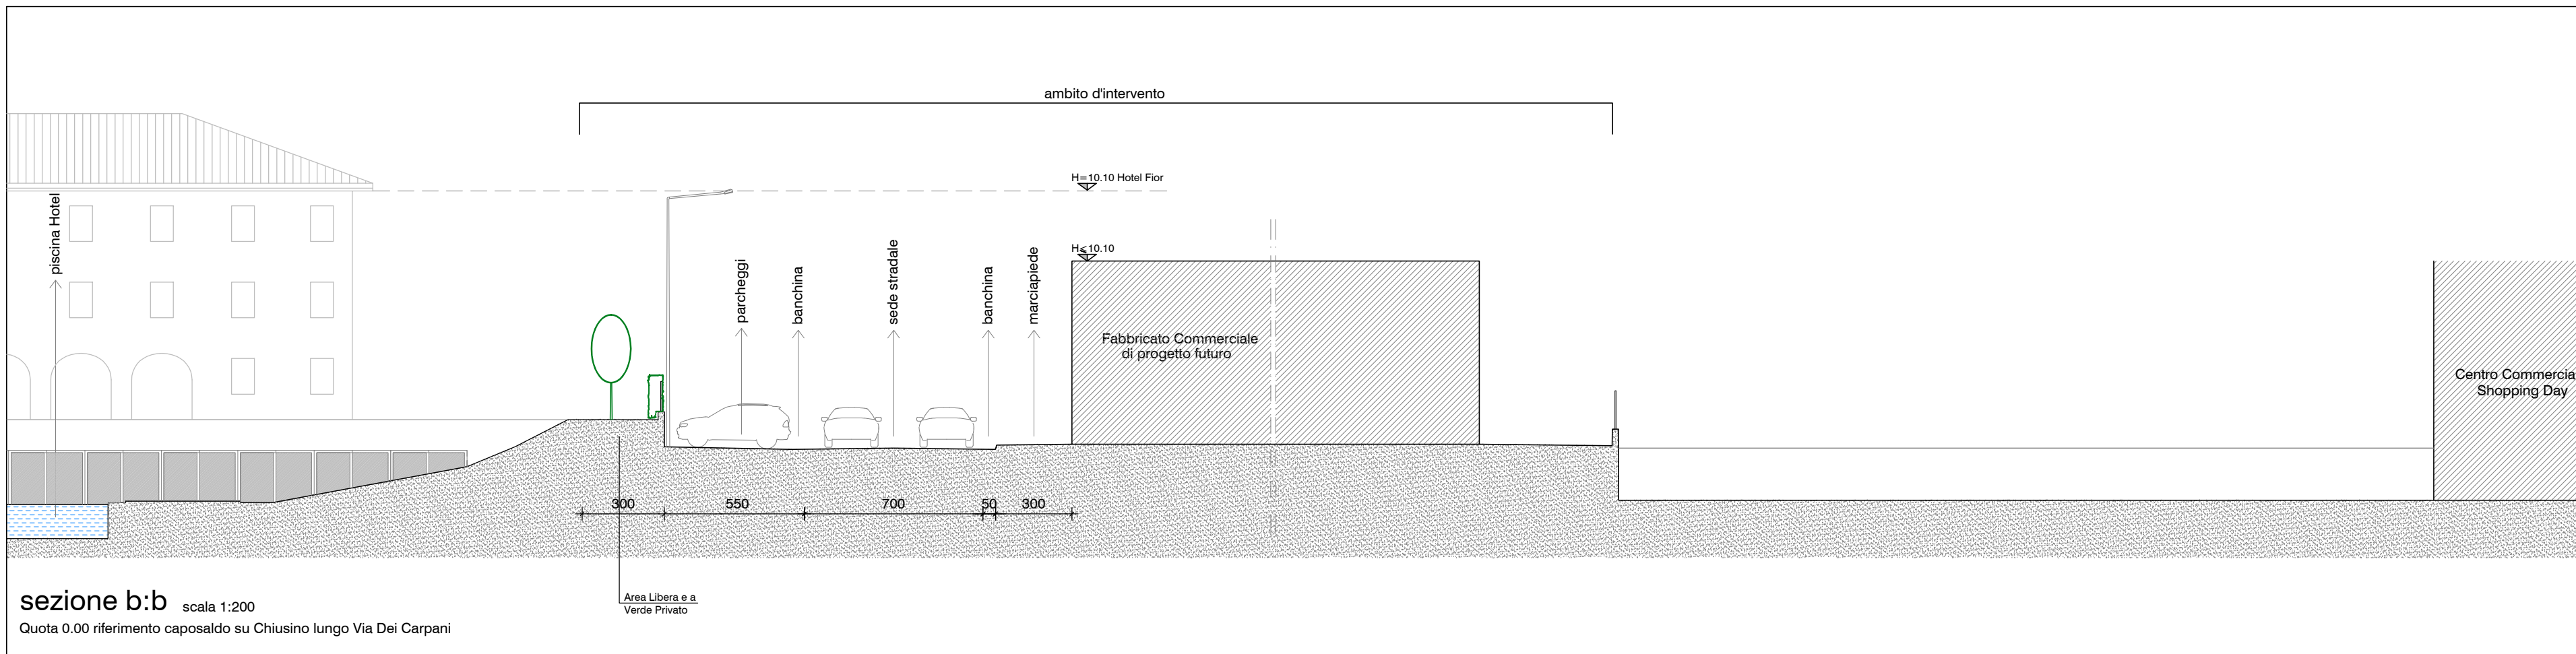 ambito d'intervento
H=10.10 Hotel Fior
piscina Hotel
H≤10.10
parcheggi
banchina
sede stradale
banchina
marciapiede
Fabbricato Commerciale
di progetto futuro
Centro Commercia
Shopping Day
300
550
700
50
300
Area Libera e a
Verde Privato
sezione b:b scala 1:200
Quota 0.00 riferimento caposaldo su Chiusino lungo Via Dei Carpani